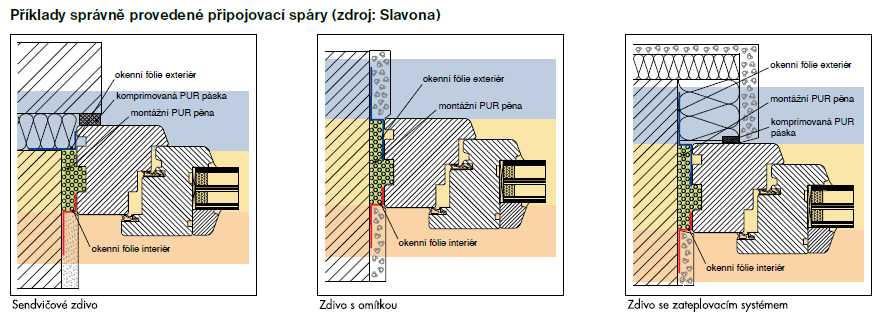 Příklady správně provedené připojovací spáry (zdroj: Slavona)
okenní fólie exteriér
komprimovaná PUR páska
montážní PUR pěna
okenní fólie interiér
Sendvičové zdivo
okenní fólie exteriér
montážní PUR pěna
okenní fólie interiér
Zdivo s omítkou
okenní fólie exteriér
montážní PUR pěna
komprimovaná PUR
páska
okenní fólie interiér
Zdivo se zateplovacím systémem